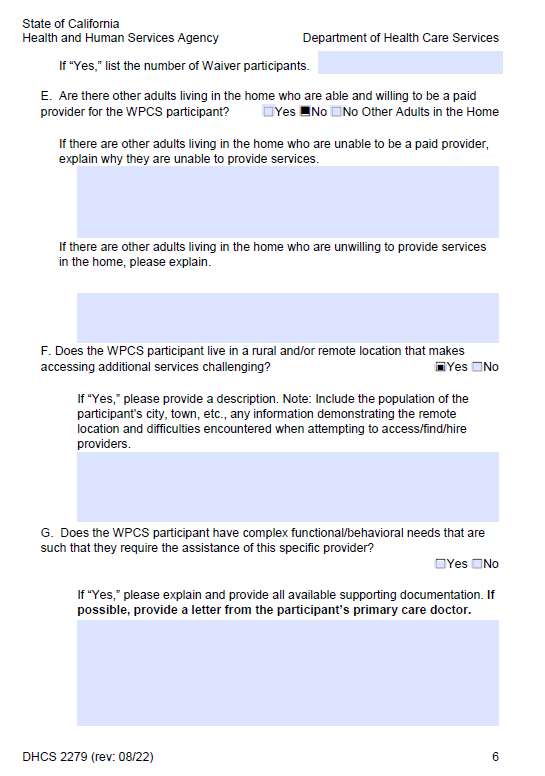 State of California
Health and Human Services Agency Department of Health Care Services
If “Yes,” list the number of Waiver participants.
E. Are there other adults living in the home who are able and willing to be a paid
provider for the WPCS participant? Yes No No Other Adults in the Home
If there are other adults living in the home who are unable to be a paid provider,
explain why they are unable to provide services.
If there are other adults living in the home who are unwilling to provide services
in the home, please explain.
F. Does the WPCS participant live in a rural and/or remote location that makes
accessing additional services challenging? Yes No
If “Yes,” please provide a description. Note: Include the population of the
participant’s city, town, etc., any information demonstrating the remote
location and difficulties encountered when attempting to access/find/hire
providers.
G. Does the WPCS participant have complex functional/behavioral needs that are
such that they require the assistance of this specific provider?
Yes No
If “Yes,” please explain and provide all available supporting documentation. If
possible, provide a letter from the participant’s primary care doctor.
DHCS 2279 (rev: 08/22) 6